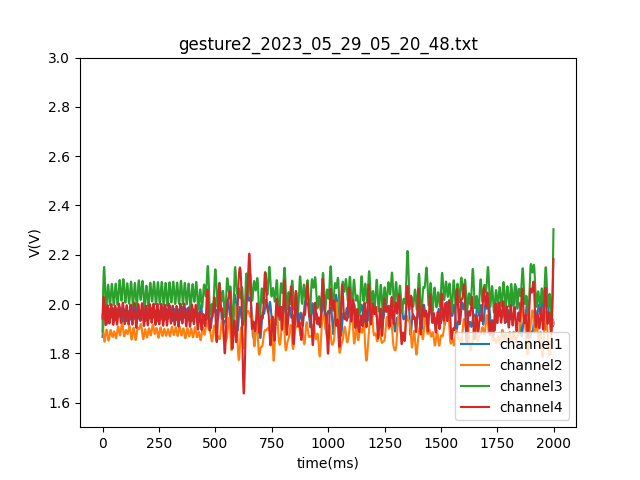 gesture2_2023_05_29_05_20_48.txt
3.0
2.8
2.6
2.4
2.2
2.0
1.8
1.6
V(V)
channel1
channel2
channel3
channel4
0 250 500 750 1000 1250 1500 1750 2000
time(ms)